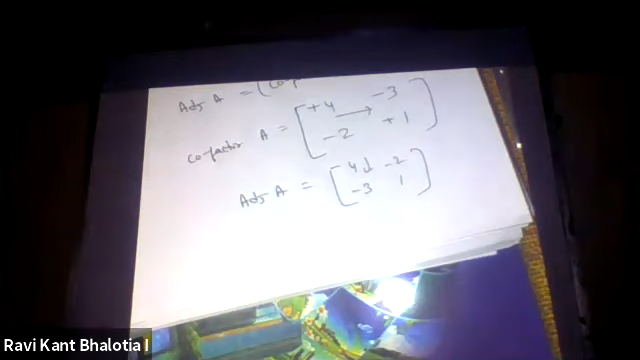 Adj A = (Co-
Co-factor A = [ +4 → -3
-2 +1 ]
Adj A = [ 4↓ -2
-3 1 ]
Ravi Kant Bhalotia I